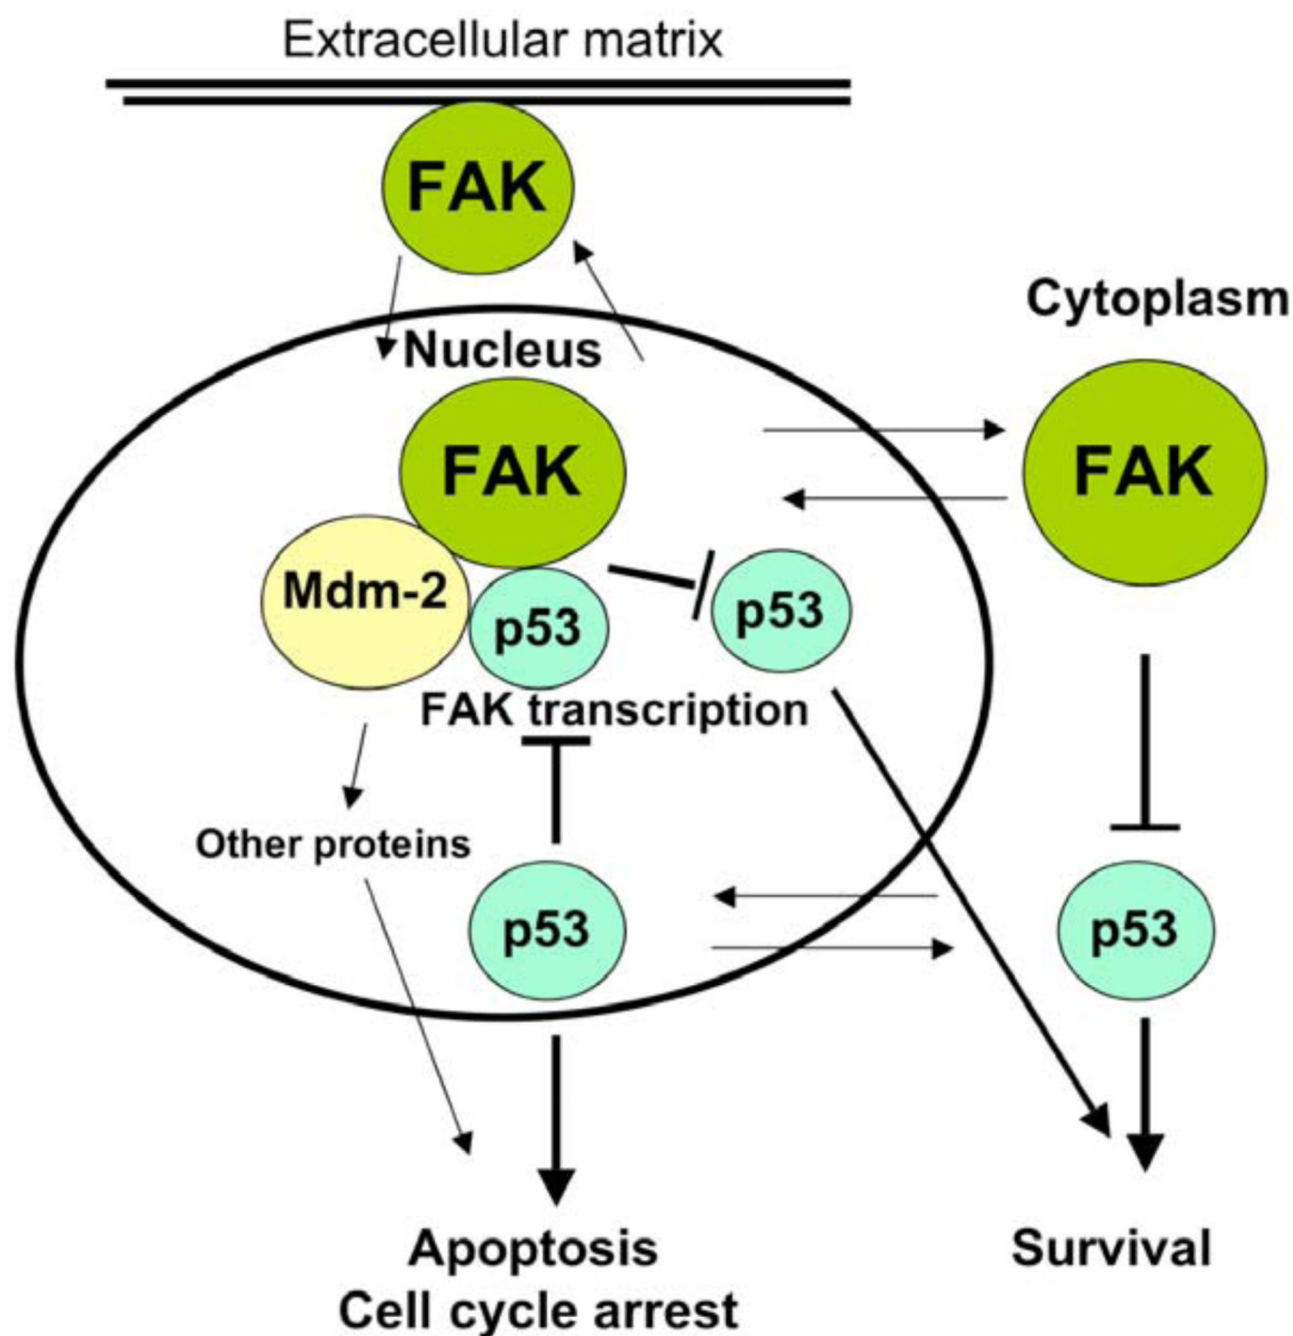 Extracellular matrix
FAK
Cytoplasm
Nucleus
FAK
FAK
Mdm-2
p53
p53
FAK transcription
Other proteins
p53
p53
Apoptosis
Cell cycle arrest
Survival